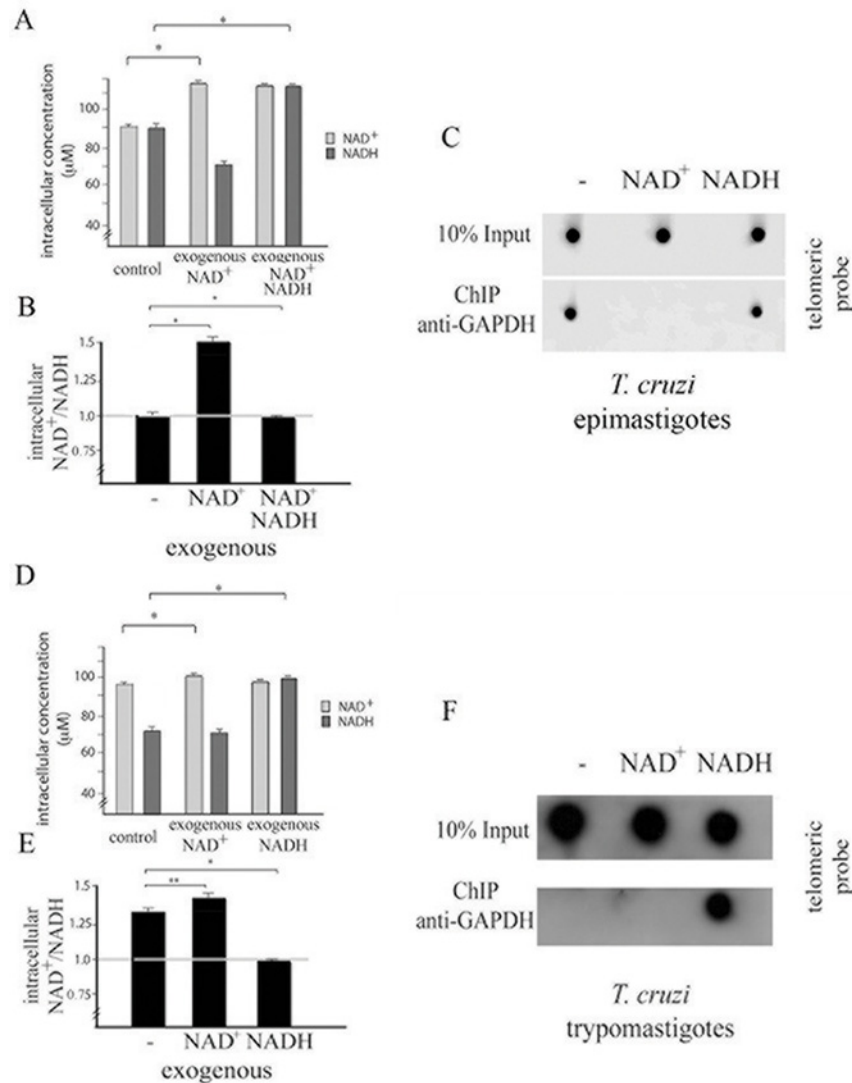 A
*
*
intracellular concentration
(μM)
100
80
60
40
NAD⁺
NADH
control
exogenous
NAD⁺
exogenous
NAD⁺
NADH
B
*
*
intracellular
NAD⁺/NADH
1.5
1.25
1.0
0.75
-
NAD⁺
NAD⁺
NADH
exogenous
C
- NAD⁺ NADH
10% Input
ChIP
anti-GAPDH
telomeric
probe
T. cruzi
epimastigotes
D
*
*
intracellular concentration
(μM)
100
80
60
40
NAD⁺
NADH
control
exogenous
NAD⁺
exogenous
NADH
E
*
**
intracellular
NAD⁺/NADH
1.5
1.25
1.0
0.75
- NAD⁺ NADH
exogenous
F
- NAD⁺ NADH
10% Input
ChIP
anti-GAPDH
telomeric
probe
T. cruzi
trypomastigotes